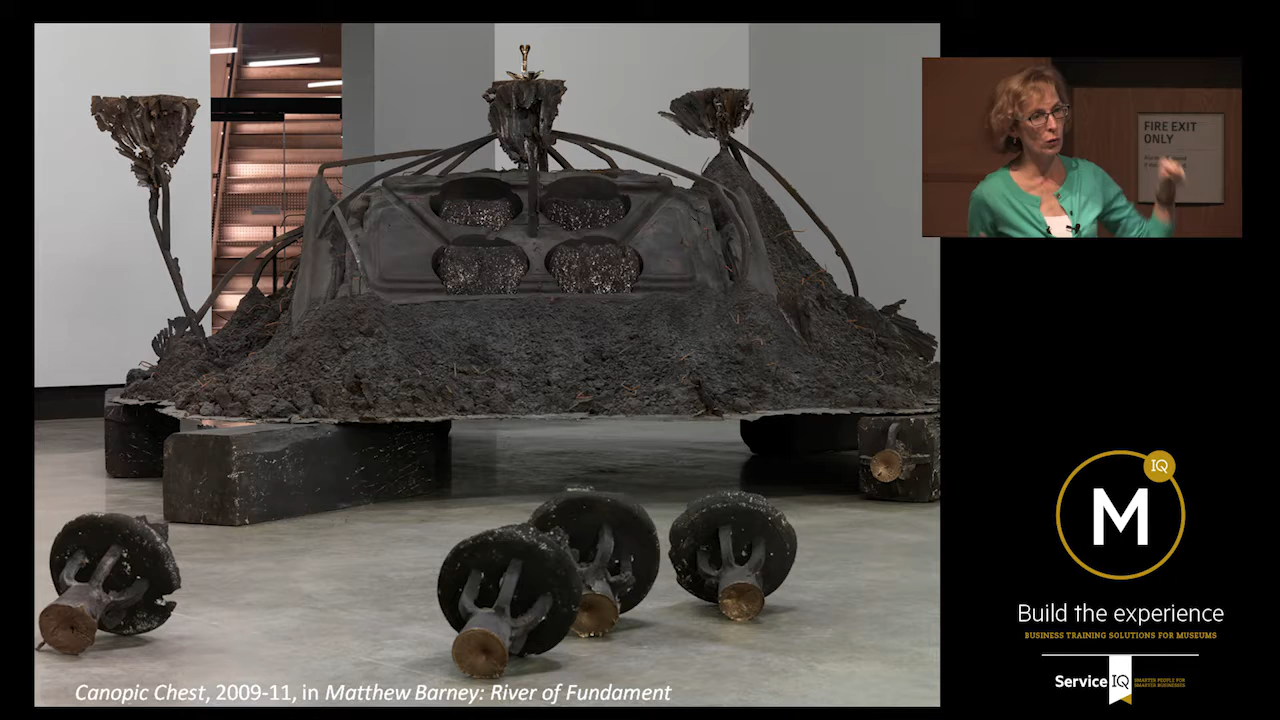 FIRE EXIT
ONLY
IQ
M
Build the experience
BUSINESS TRAINING SOLUTIONS FOR MUSEUMS
Service IQ
SMARTER PEOPLE FOR
SMARTER BUSINESSES
Canopic Chest, 2009-11, in Matthew Barney: River of Fundament